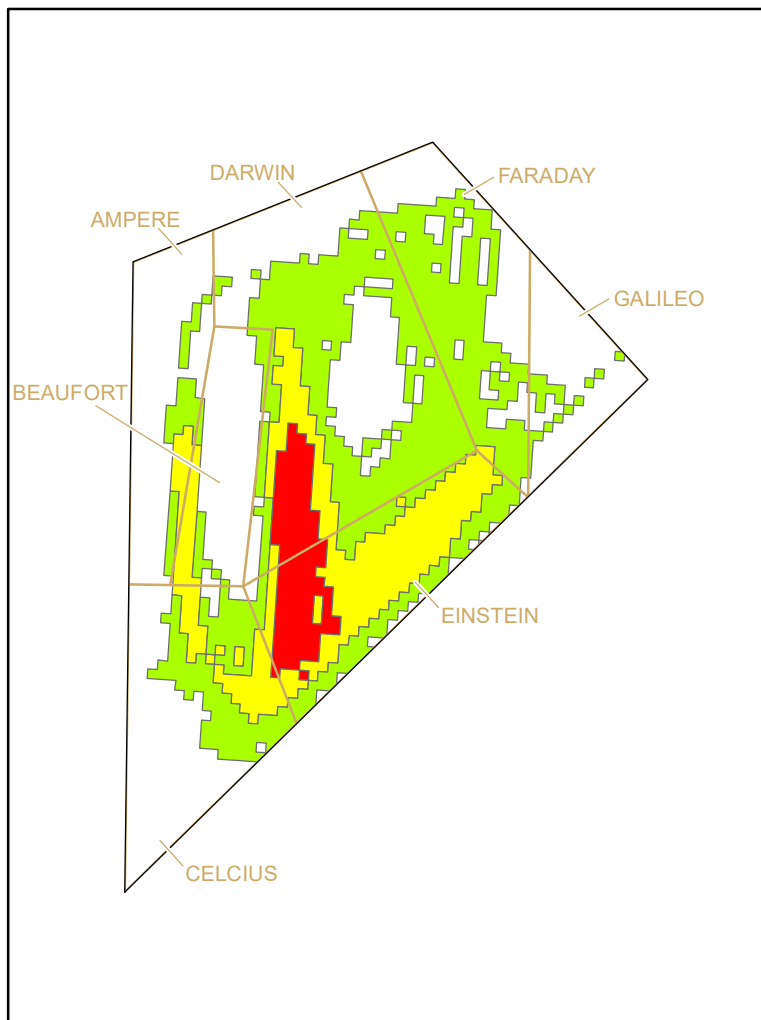 DARWIN
FARADAY
AMPERE
GALILEO
BEAUFORT
EINSTEIN
CELCIUS